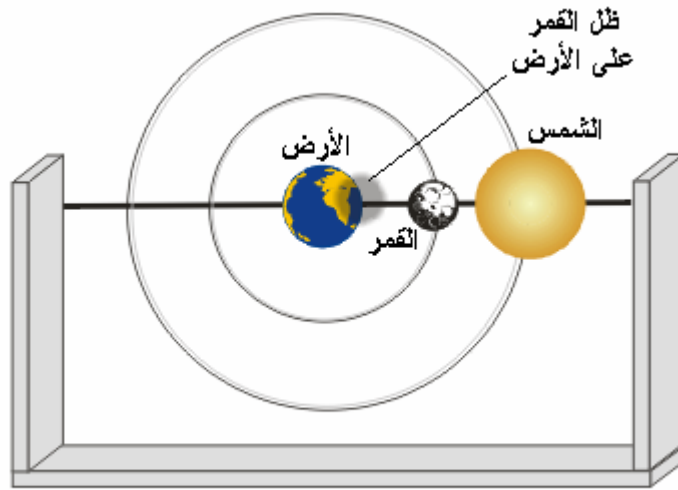 ظل القمر
على الأرض
الشمس
الأرض
القمر